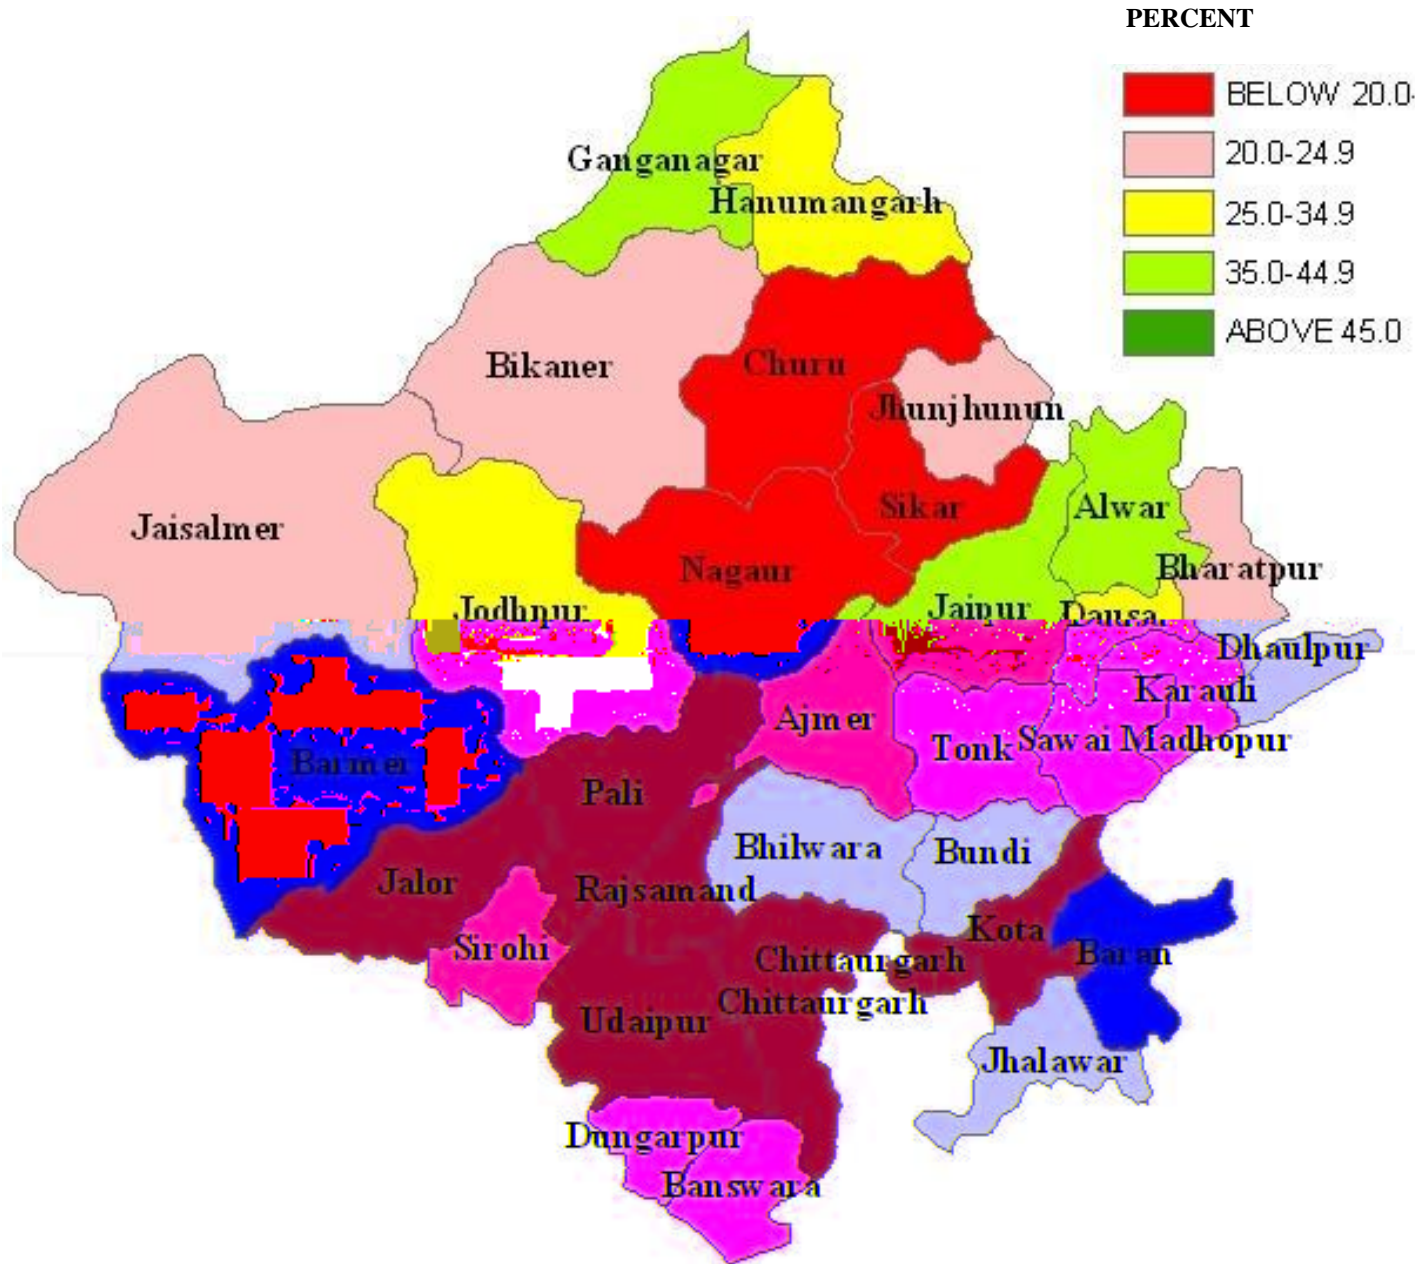 PERCENT
BELOW 20.0
20.0-24.9
25.0-34.9
35.0-44.9
ABOVE 45.0
Ganganagar
Hanumangarh
Bikaner
Churu
Jhunjhunun
Jaisalmer
Sikar
Alwar
Nagaur
Bharatpur
Jodhpur
Jaipur
Dausa
Dhaulpur
Karauli
Ajmer
Tonk
Sawai Madhopur
Barmer
Pali
Bhilwara
Bundi
Jalor
Rajsamand
Kota
Sirohi
Chittaurgarh
Baran
Chittaurgarh
Udaipur
Jhalawar
Dungarpur
Banswara